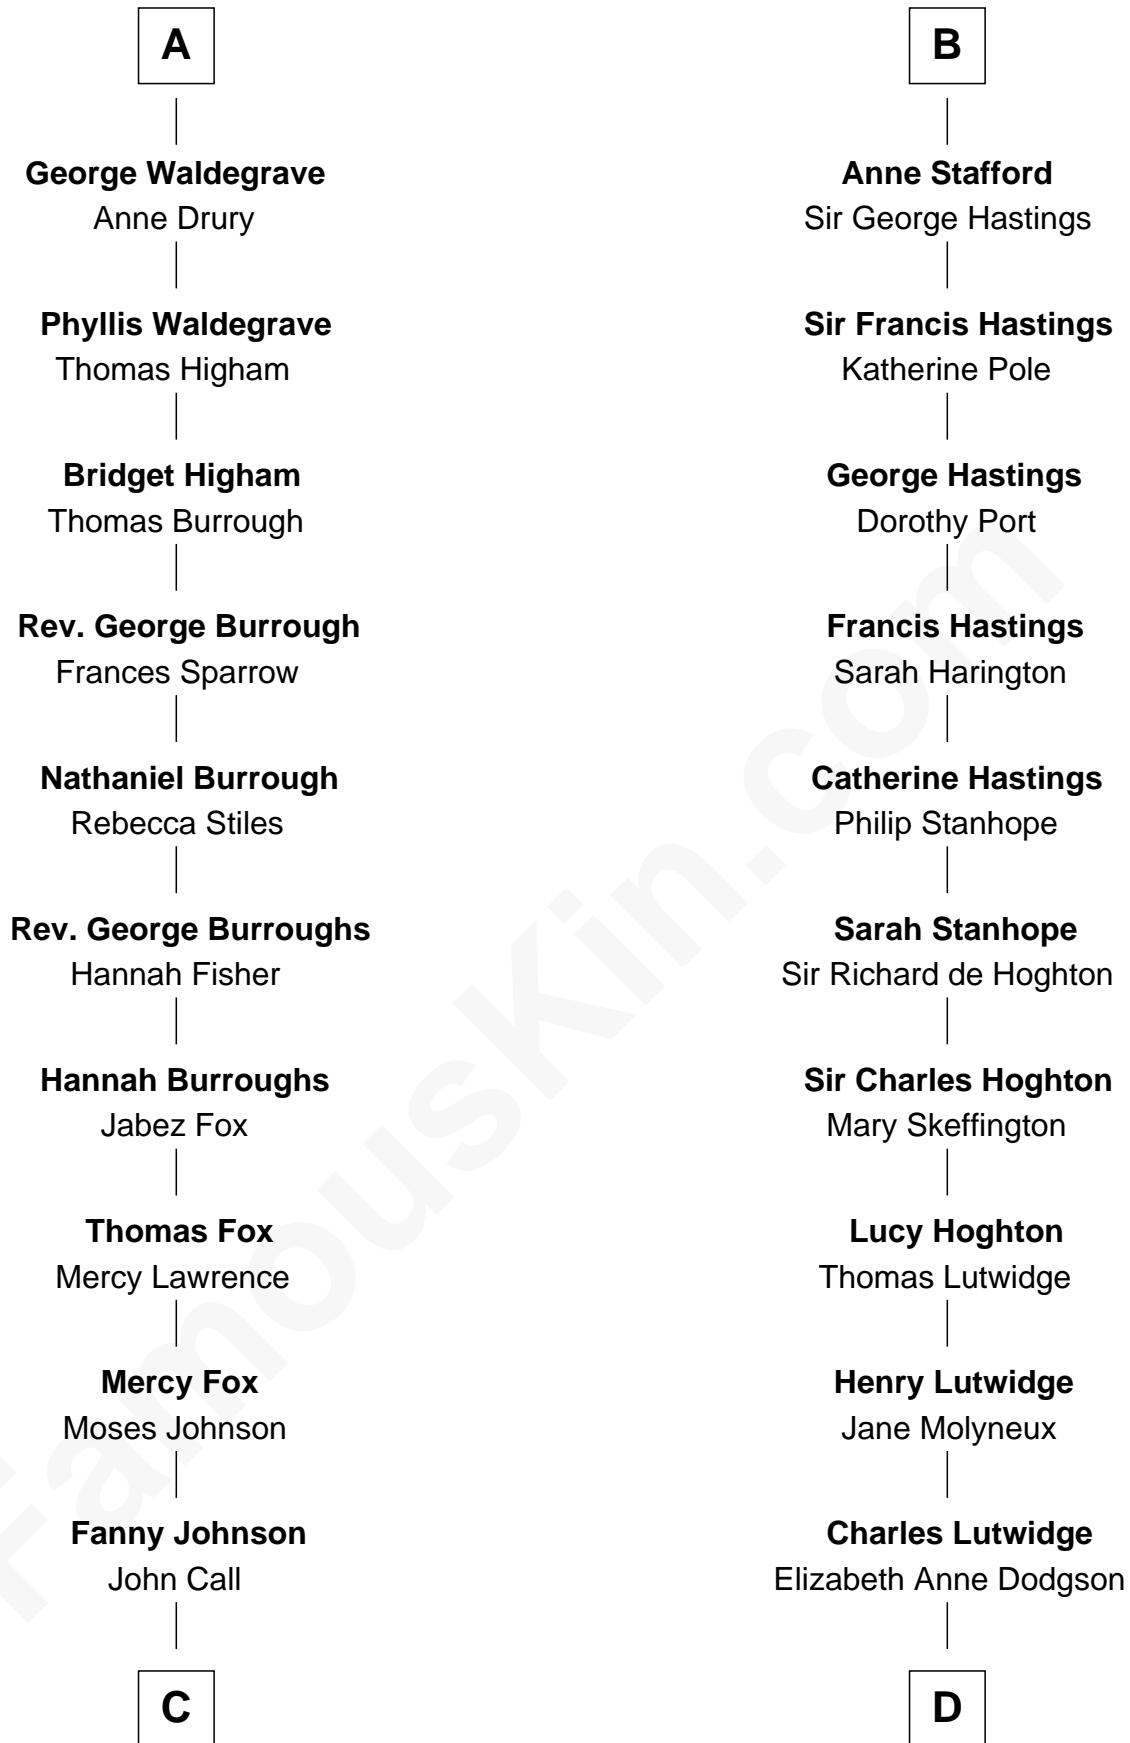 A
George Waldegrave
Anne Drury
Phyllis Waldegrave
Thomas Higham
Bridget Higham
Thomas Burrough
Rev. George Burrough
Frances Sparrow
Nathaniel Burrough
Rebecca Stiles
Rev. George Burroughs
Hannah Fisher
Hannah Burroughs
Jabez Fox
Thomas Fox
Mercy Lawrence
Mercy Fox
Moses Johnson
Fanny Johnson
John Call
C
B
Anne Stafford
Sir George Hastings
Sir Francis Hastings
Katherine Pole
George Hastings
Dorothy Port
Francis Hastings
Sarah Harington
Catherine Hastings
Philip Stanhope
Sarah Stanhope
Sir Richard de Hoghton
Sir Charles Hoghton
Mary Skeffington
Lucy Hoghton
Thomas Lutwidge
Henry Lutwidge
Jane Molyneux
Charles Lutwidge
Elizabeth Anne Dodgson
D
FamousKin.com